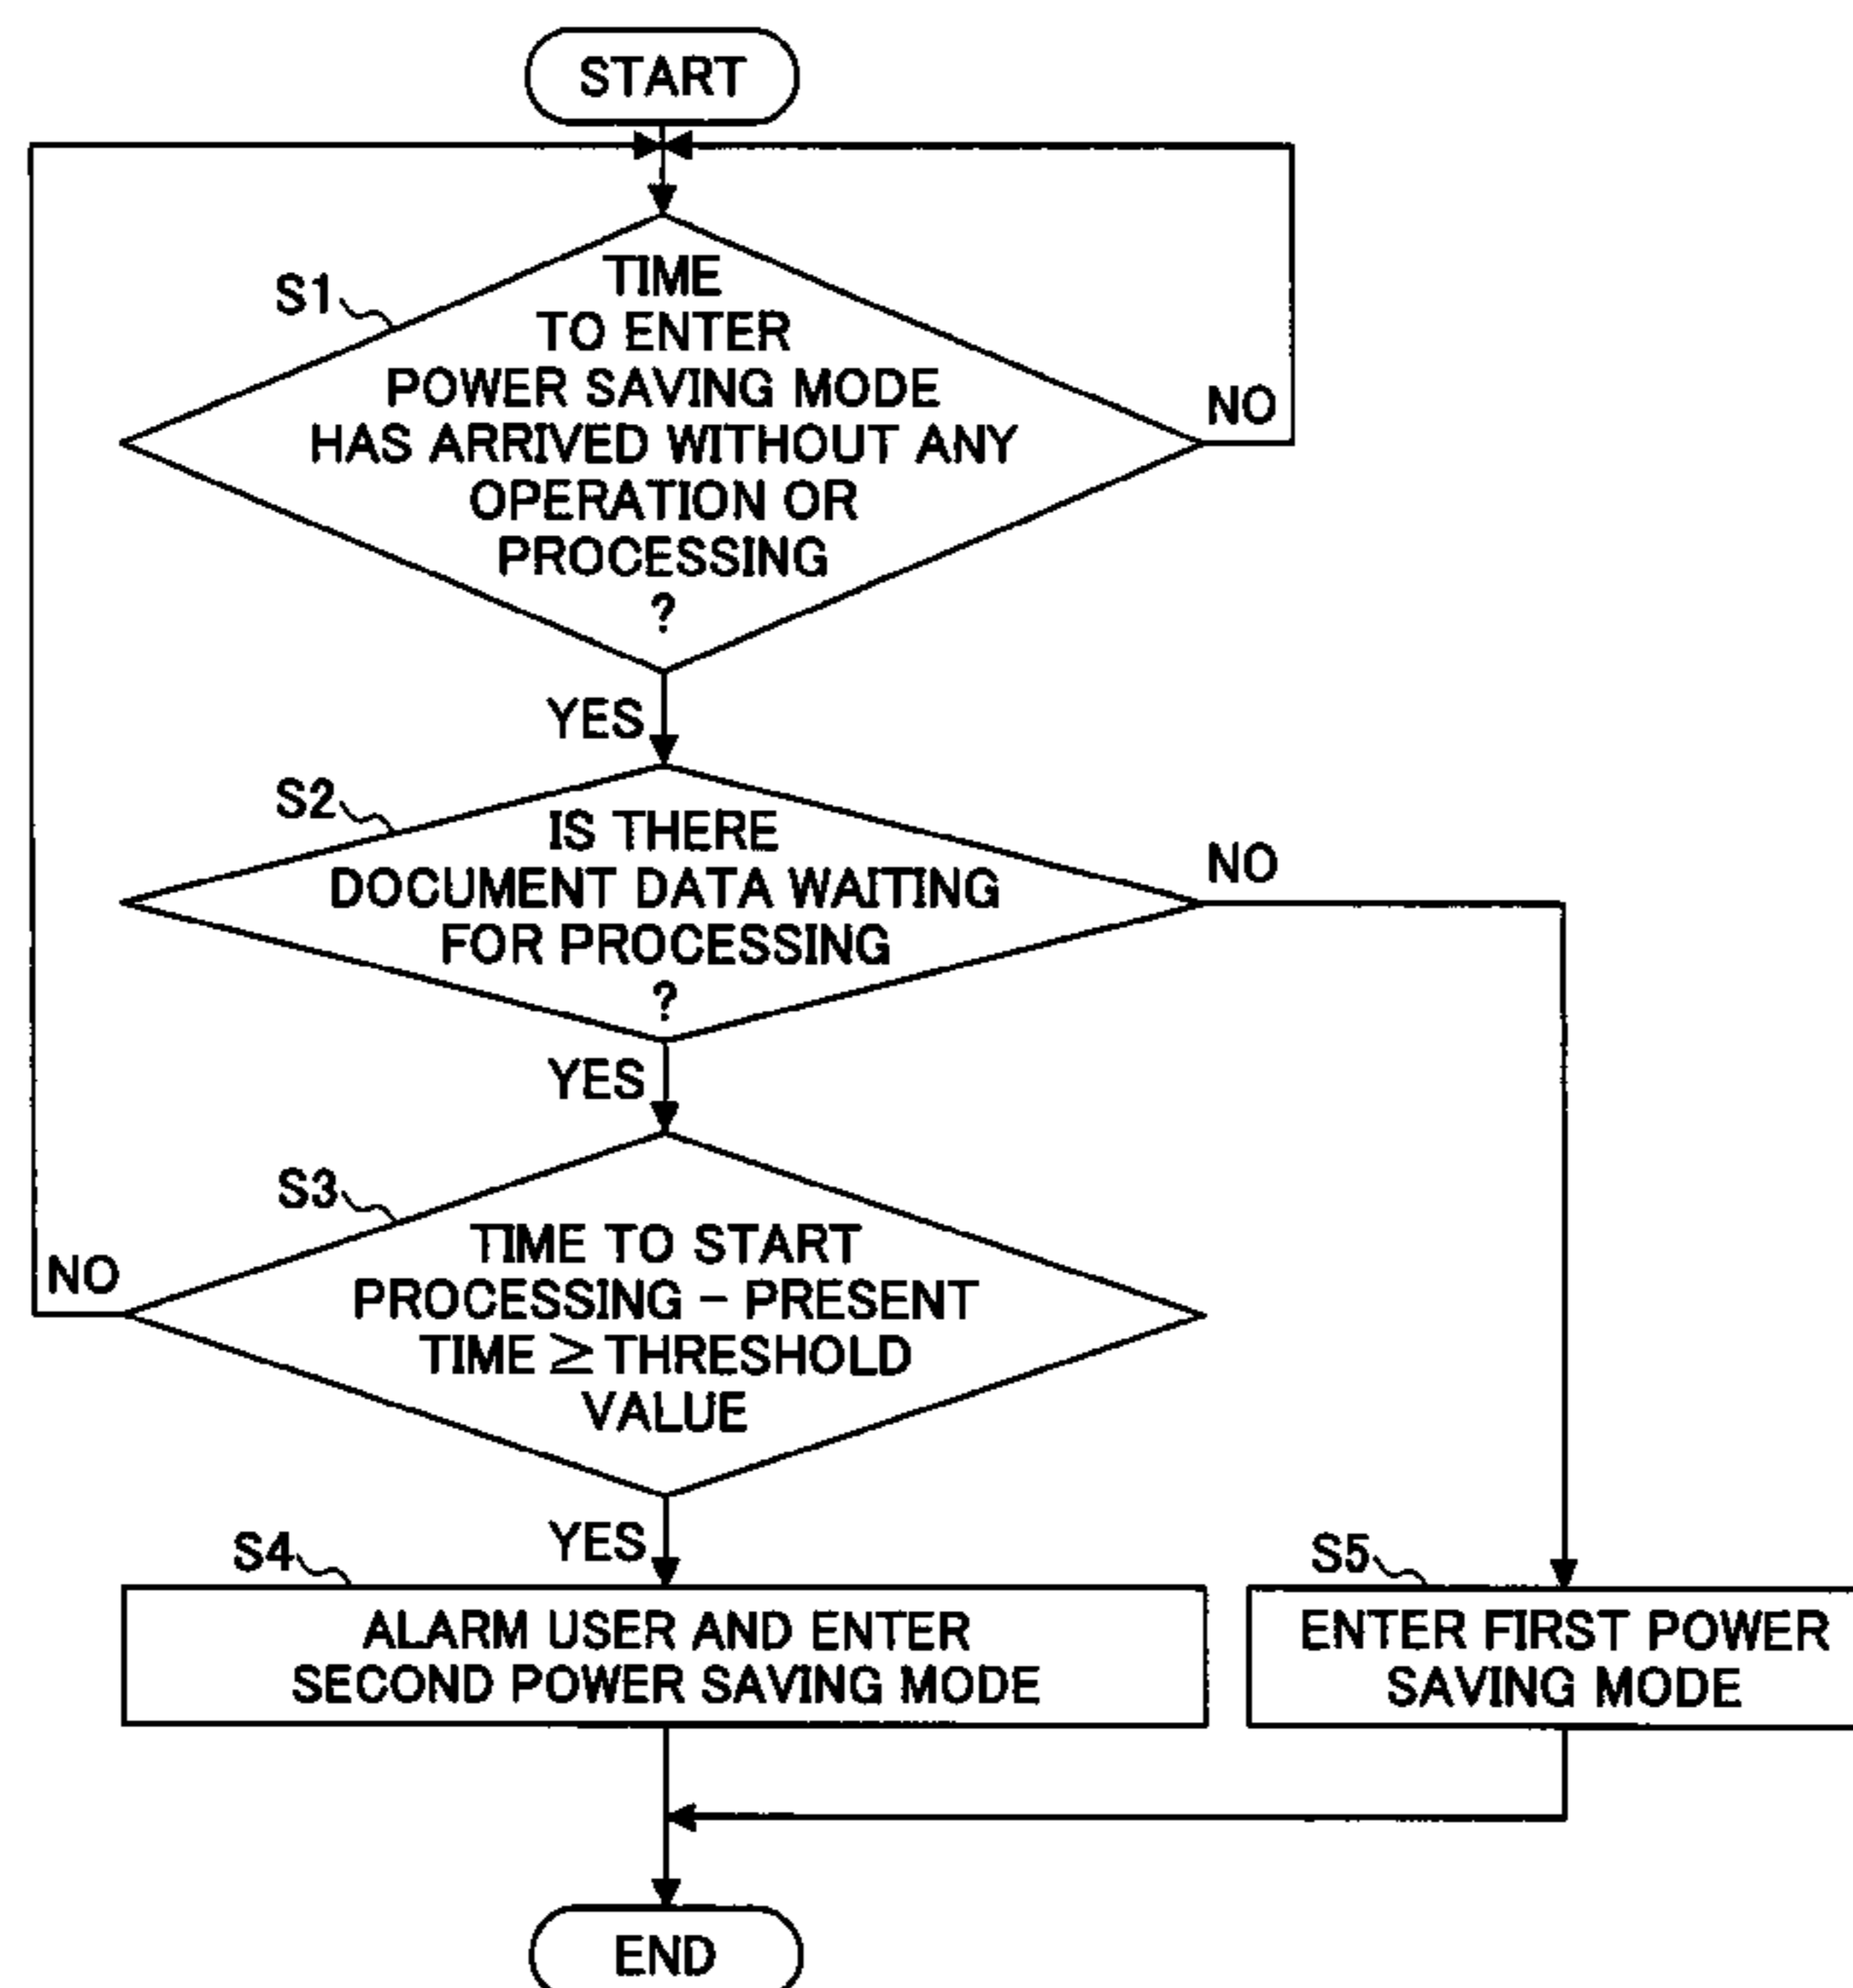 START
S1
TIME
TO ENTER
POWER SAVING MODE
HAS ARRIVED WITHOUT ANY
OPERATION OR
PROCESSING
?
NO
YES
S2
IS THERE
DOCUMENT DATA WAITING
FOR PROCESSING
?
NO
YES
S3
TIME TO START
PROCESSING - PRESENT
TIME ≥ THRESHOLD
VALUE
NO
YES
S4
ALARM USER AND ENTER
SECOND POWER SAVING MODE
S5
ENTER FIRST POWER
SAVING MODE
END